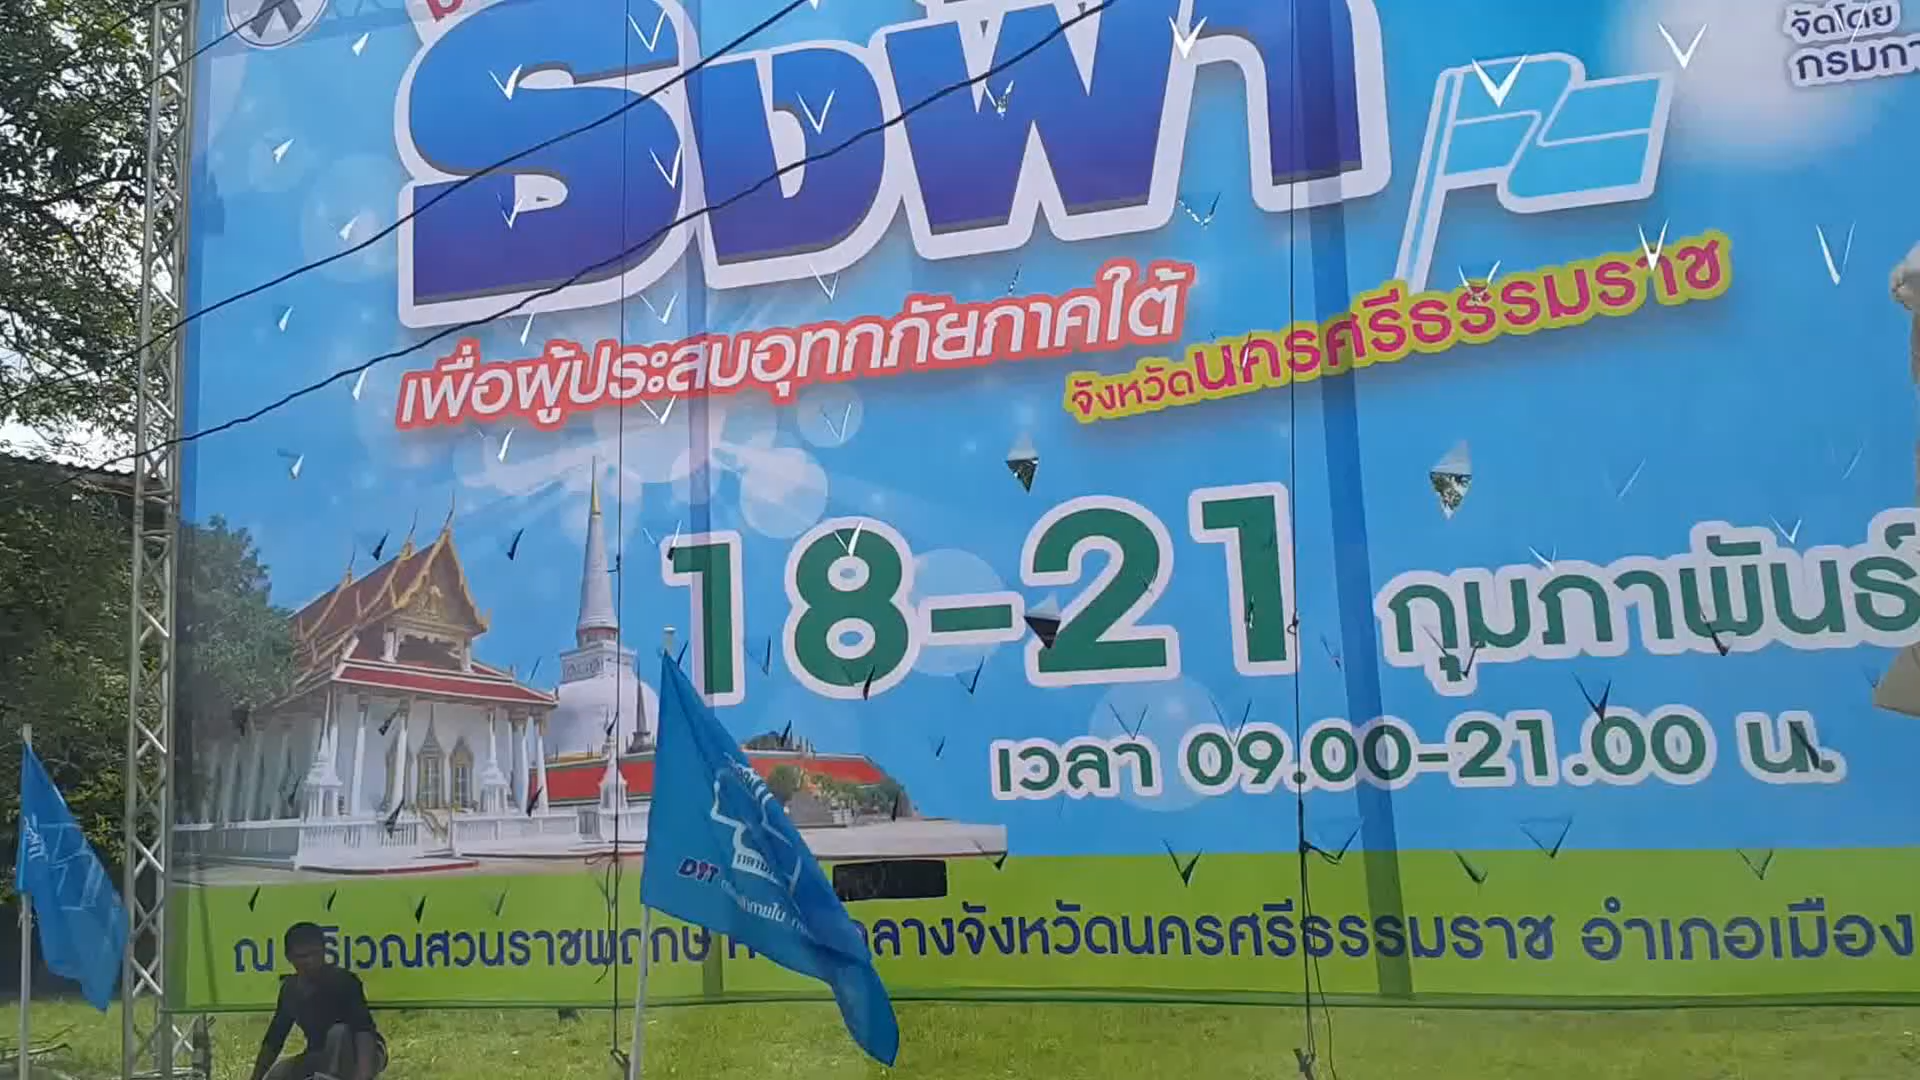 ธงฟ้า
จัดโดย
เพื่อผู้ประสบอุทกภัยภาคใต้
จังหวัดนครศรีธรรมราช
18-21 กุมภาพันธ์
เวลา 09.00-21.00 น.
DIT
ณ บริเวณสวนราชพฤกษ์ ศาลากลางจังหวัดนครศรีธรรมราช อำเภอเมือง